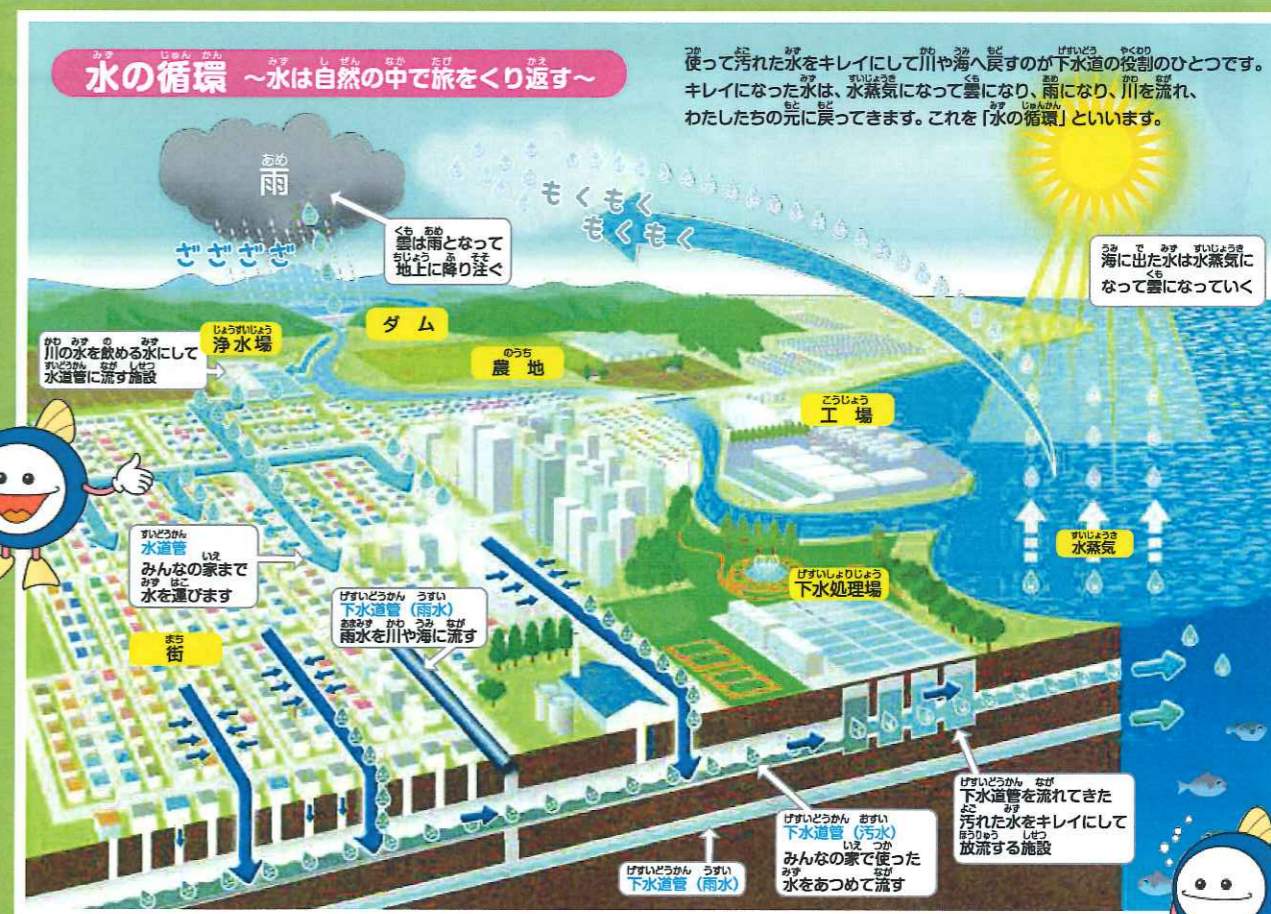 水の循環 ~水は自然の中で旅をくり返す~
使って汚れた水をキレイにして川や海へ戻すのが下水道の役割のひとつです。
キレイになった水は、水蒸気になって雲になり、雨になり、川を流れ、
わたしたちの元に戻ってきます。これを「水の循環」といいます。
雨
もくもく
もくもく
ざざざざ
雲は雨となって
地上に降り注ぐ
海に出た水は水蒸気に
なって雲になっていく
ダム
浄水場
川の水を飲める水にして
水道管に流す施設
農地
工場
水蒸気
水道管
みんなの家まで
水を運びます
下水処理場
下水道管(雨水)
雨水を川や海に流す
街
下水道管を流れてきた
汚れた水をキレイにして
放流する施設
下水道管(汚水)
みんなの家で使った
水をあつめて流す
下水道管(雨水)